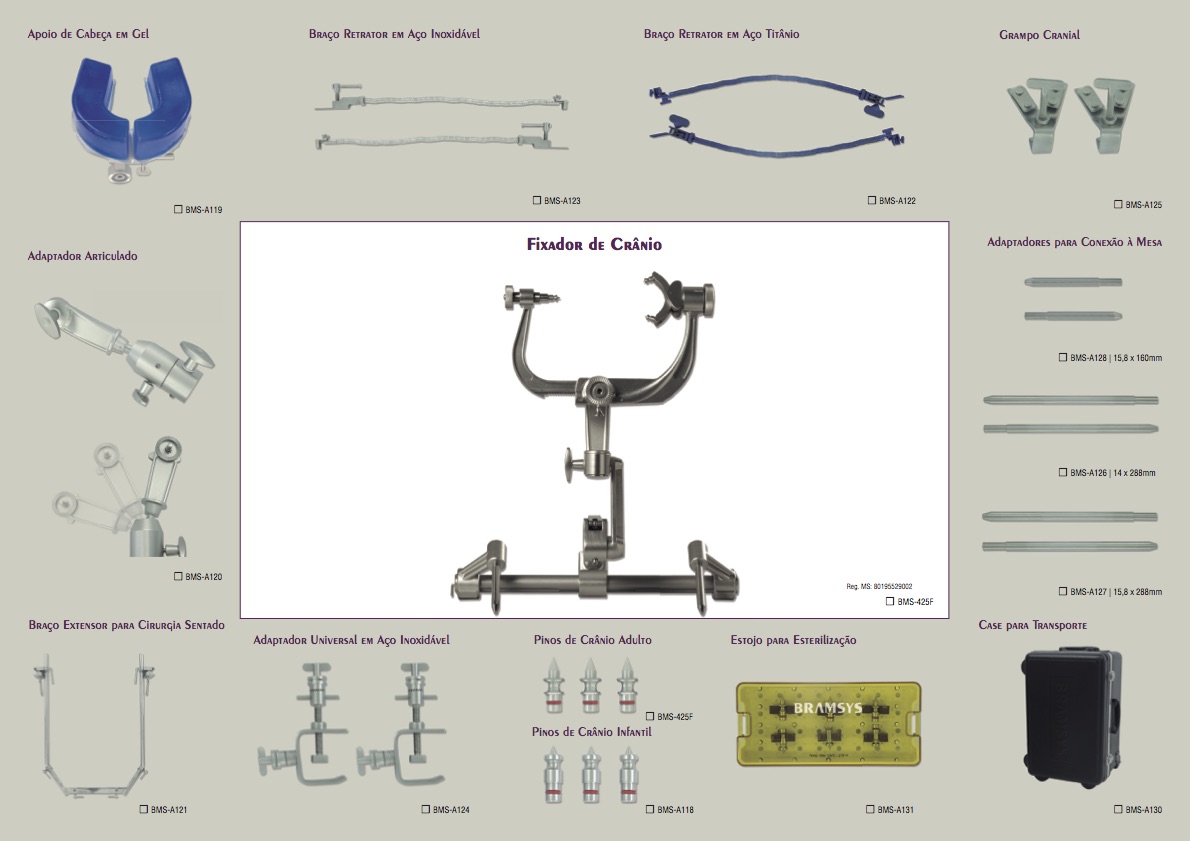 Apoio de Cabeça em Gel
BMS-A119
Braço Retrator em Aço Inoxidável
BMS-A123
Braço Retrator em Aço Titânio
BMS-A122
Grampo Cranial
BMS-A125
Adaptador Articulado
BMS-A120
Fixador de Crânio
Reg. MS: 80195529002
BMS-425F
Adaptadores para Conexão à Mesa
BMS-A128 | 15,8 x 160mm
BMS-A126 | 14 x 288mm
BMS-A127 | 15,8 x 288mm
Braço Extensor para Cirurgia Sentado
BMS-A121
Adaptador Universal em Aço Inoxidável
BMS-A124
Pinos de Crânio Adulto
BMS-425F
Pinos de Crânio Infantil
BMS-A118
Estojo para Esterilização
BRAMSYS
BMS-A131
Case para Transporte
BMS-A130